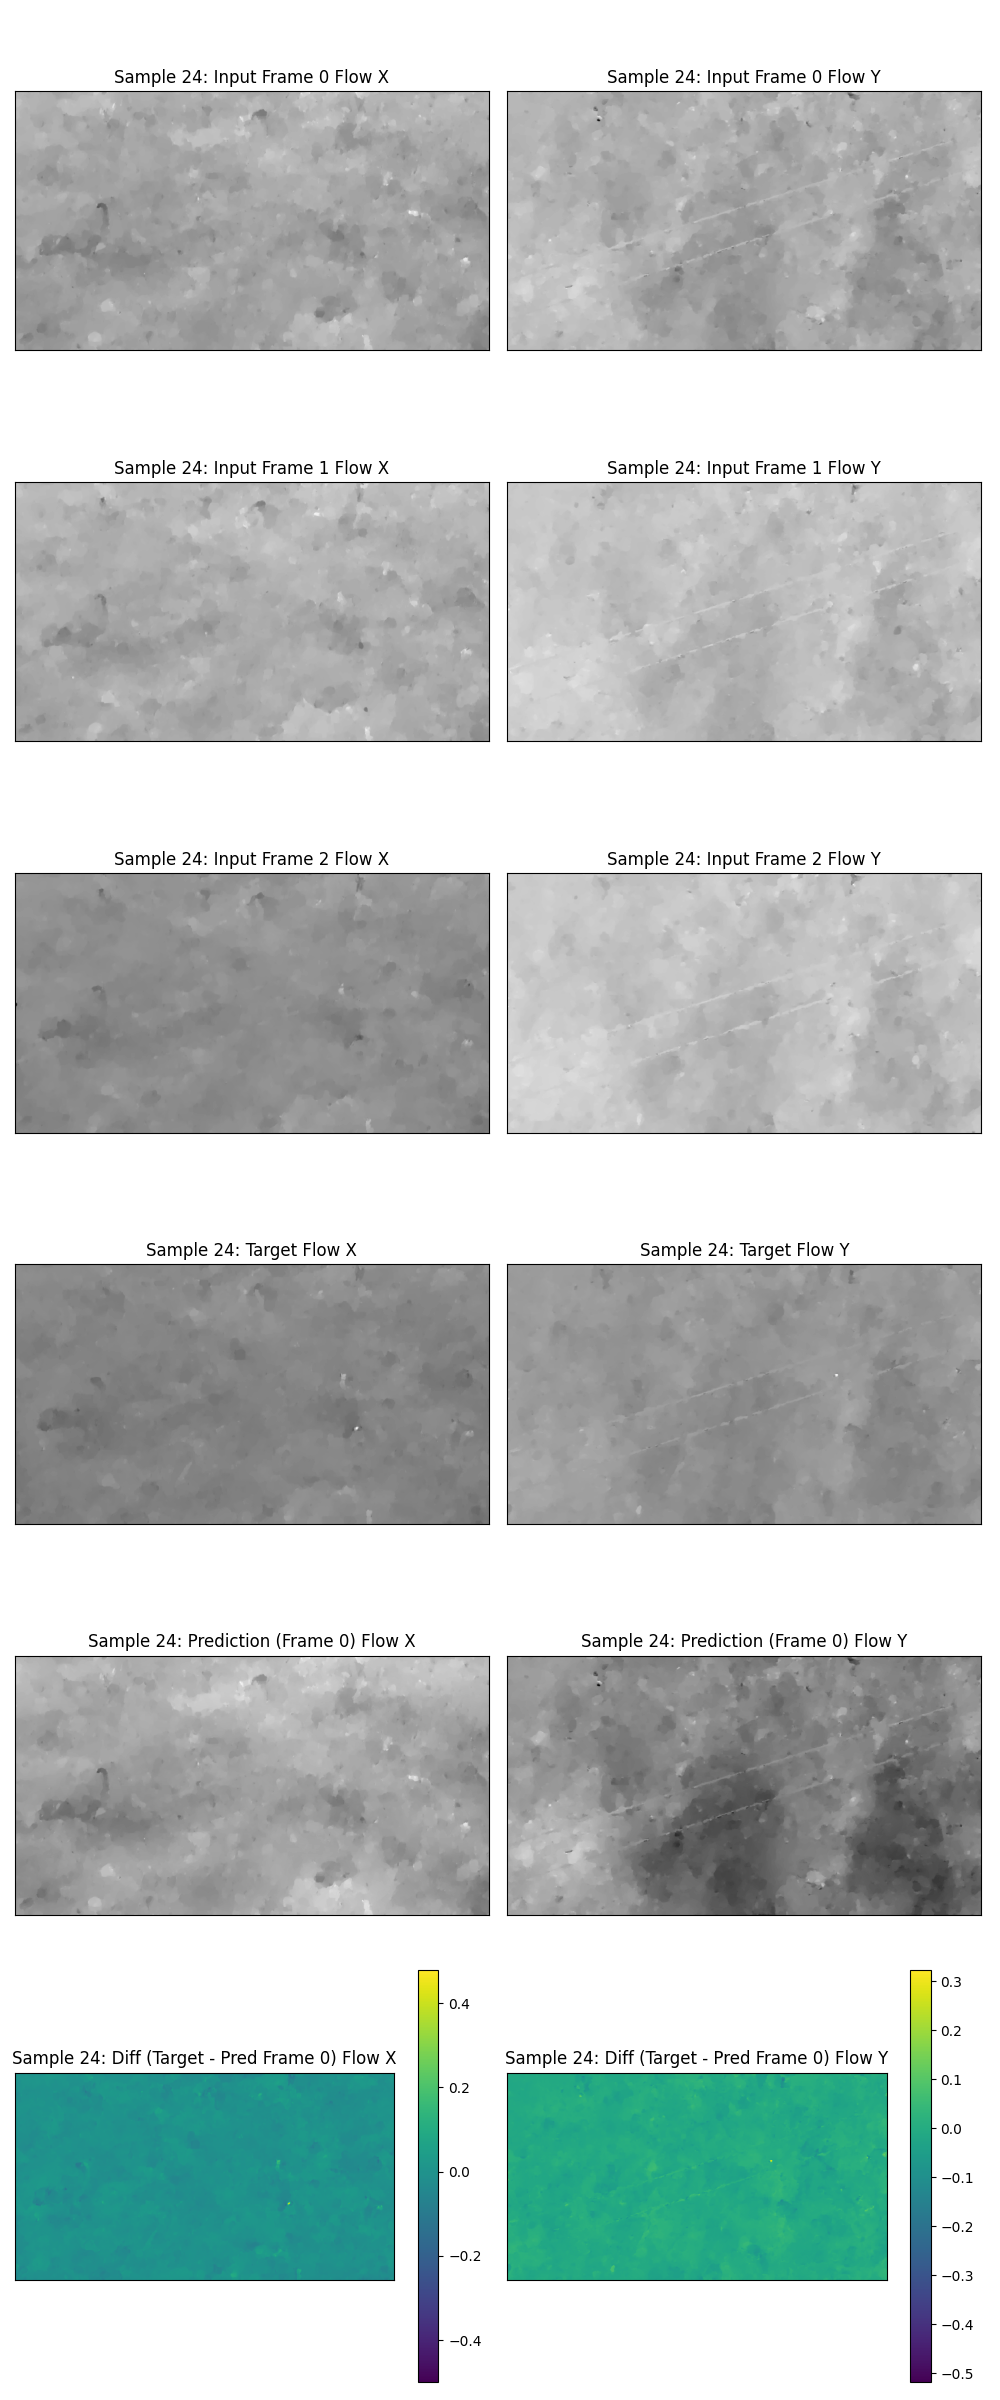 Sample 24: Input Frame 0 Flow X
Sample 24: Input Frame 0 Flow Y
Sample 24: Input Frame 1 Flow X
Sample 24: Input Frame 1 Flow Y
Sample 24: Input Frame 2 Flow X
Sample 24: Input Frame 2 Flow Y
Sample 24: Target Flow X
Sample 24: Target Flow Y
Sample 24: Prediction (Frame 0) Flow X
Sample 24: Prediction (Frame 0) Flow Y
Sample 24: Diff (Target - Pred Frame 0) Flow X
0.4
0.2
0.0
−0.2
−0.4
Sample 24: Diff (Target - Pred Frame 0) Flow Y
0.3
0.2
0.1
0.0
−0.1
−0.2
−0.3
−0.4
−0.5